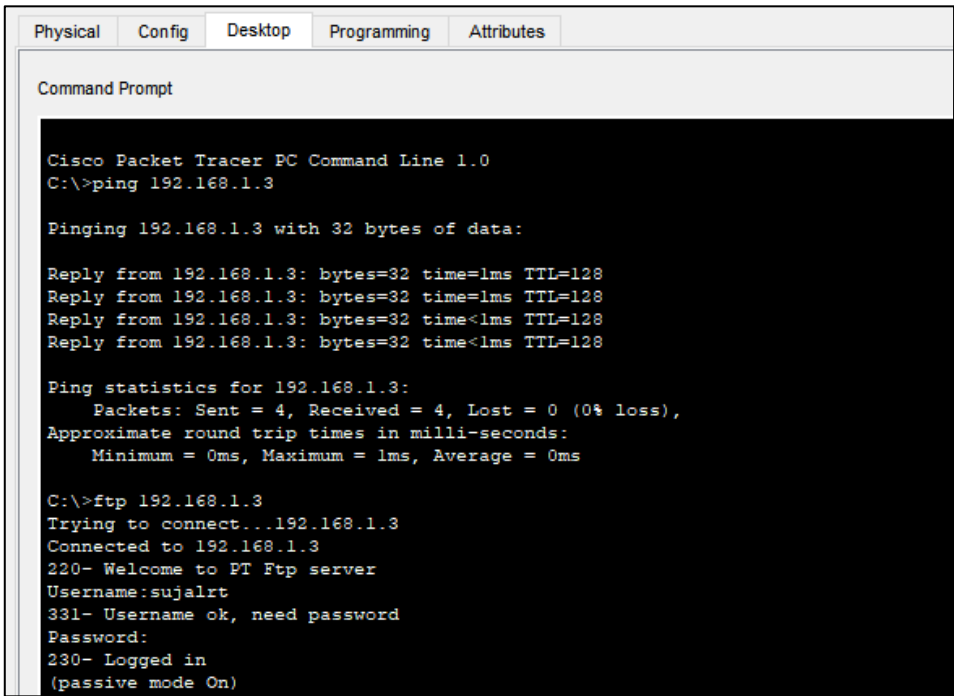 Physical Config Desktop Programming Attributes
Command Prompt
Cisco Packet Tracer PC Command Line 1.0
C:\>ping 192.168.1.3
Pinging 192.168.1.3 with 32 bytes of data:
Reply from 192.168.1.3: bytes=32 time=1ms TTL=128
Reply from 192.168.1.3: bytes=32 time=1ms TTL=128
Reply from 192.168.1.3: bytes=32 time<1ms TTL=128
Reply from 192.168.1.3: bytes=32 time<1ms TTL=128
Ping statistics for 192.168.1.3:
Packets: Sent = 4, Received = 4, Lost = 0 (0% loss),
Approximate round trip times in milli-seconds:
Minimum = 0ms, Maximum = 1ms, Average = 0ms
C:\>ftp 192.168.1.3
Trying to connect...192.168.1.3
Connected to 192.168.1.3
220- Welcome to PT Ftp server
Username:sujalrt
331- Username ok, need password
Password:
230- Logged in
(passive mode On)